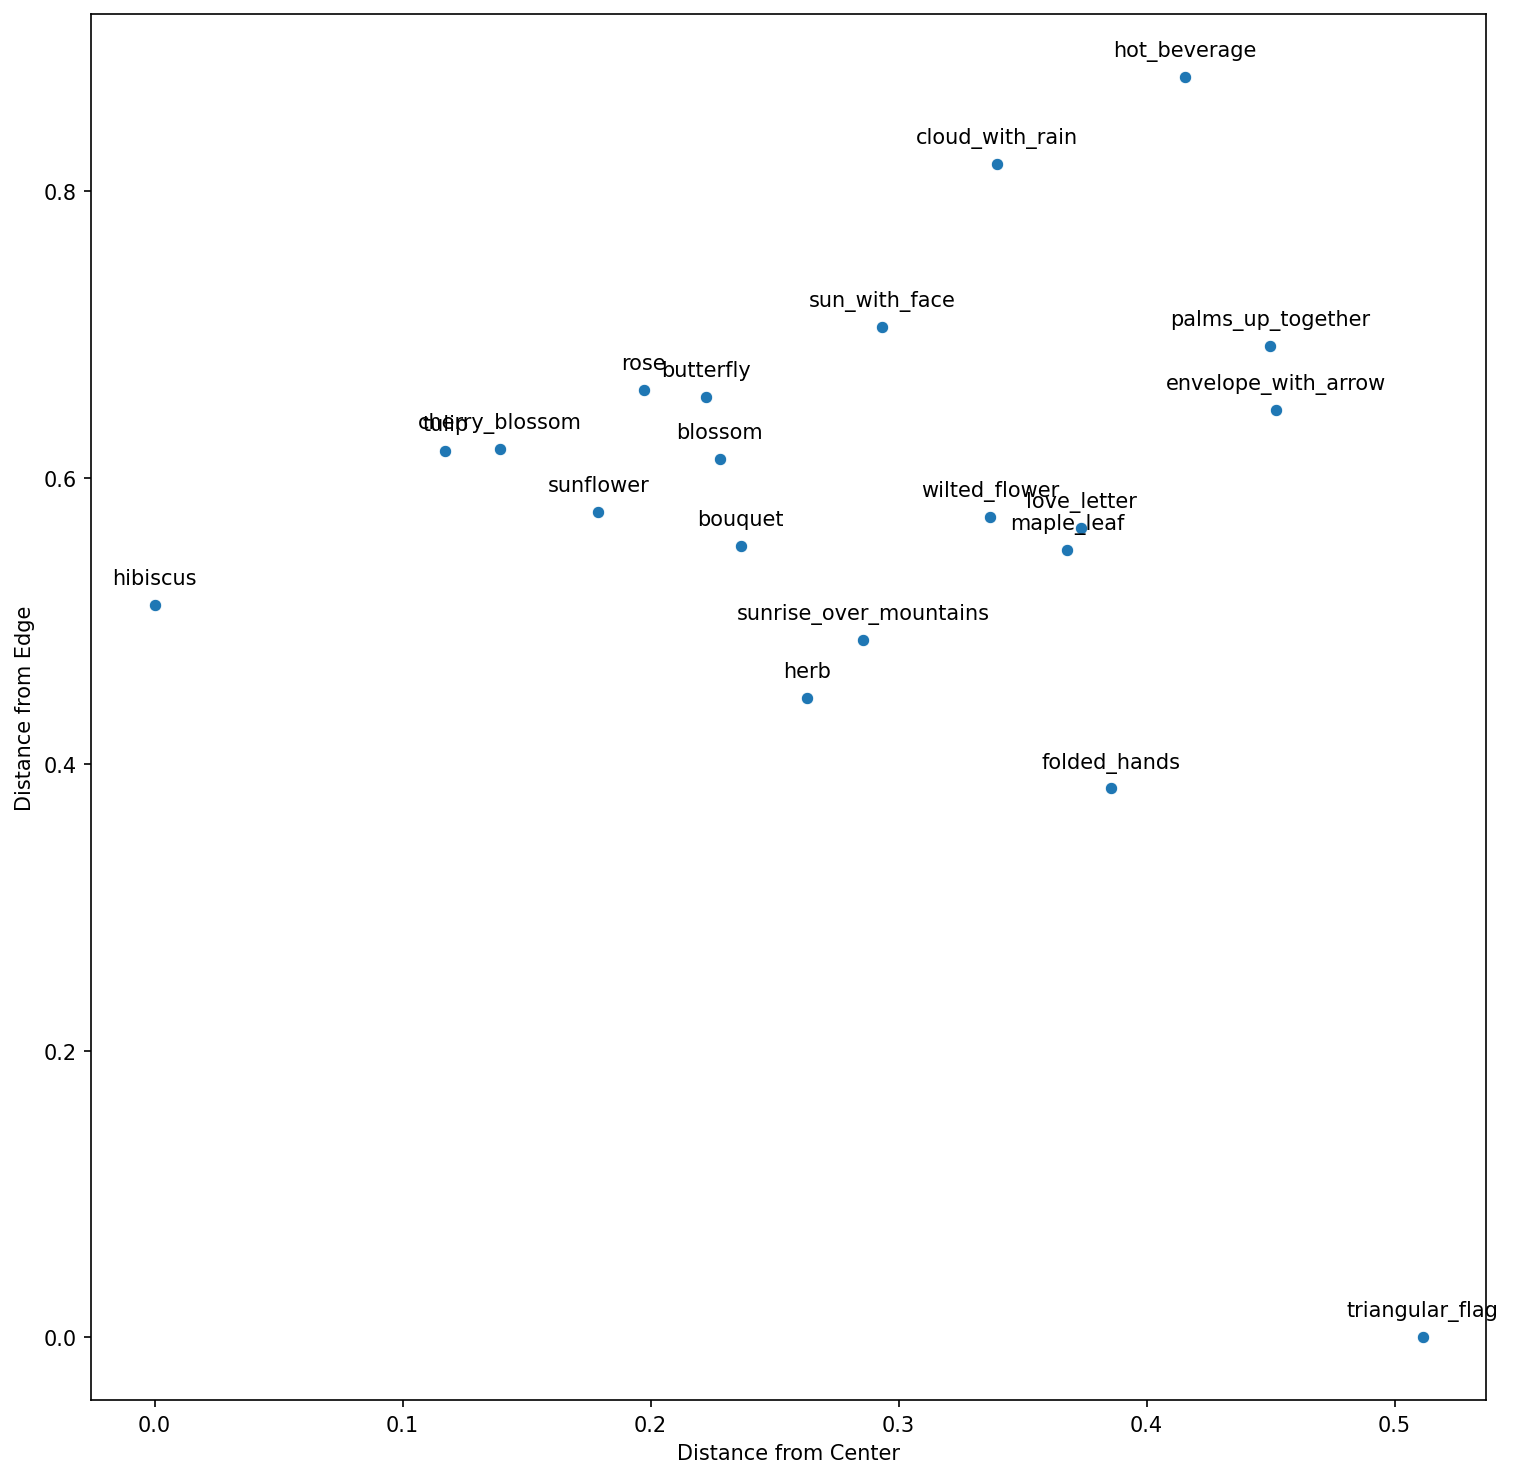 hot_beverage
cloud_with_rain
0.8
sun_with_face
palms_up_together
rose
butterfly
envelope_with_arrow
cherry_blossom
tulip
blossom
0.6
sunflower
wilted_flower
love_letter
bouquet
maple_leaf
hibiscus
sunrise_over_mountains
herb
Distance from Edge
folded_hands
0.4
0.2
triangular_flag
0.0
0.0 0.1 0.2 0.3 0.4 0.5
Distance from Center